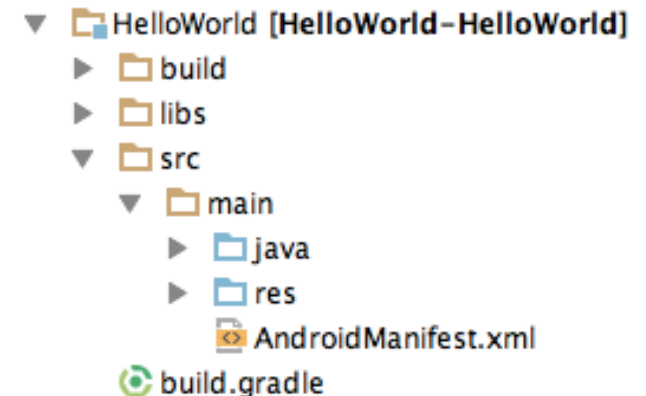 HelloWorld [HelloWorld-HelloWorld]
build
libs
src
main
java
res
AndroidManifest.xml
build.gradle